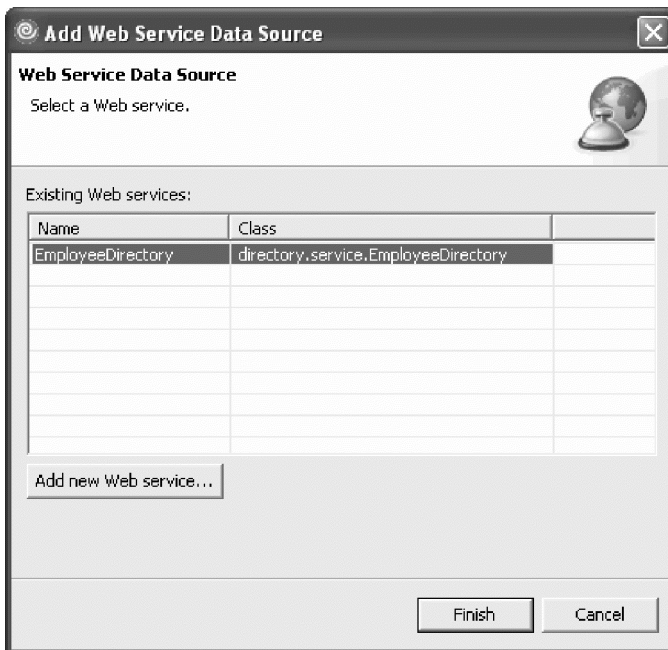 Add Web Service Data Source
Web Service Data Source
Select a Web service.
Existing Web services:
Name Class
EmployeeDirectory directory.service.EmployeeDirectory
Add new Web service...
Finish Cancel